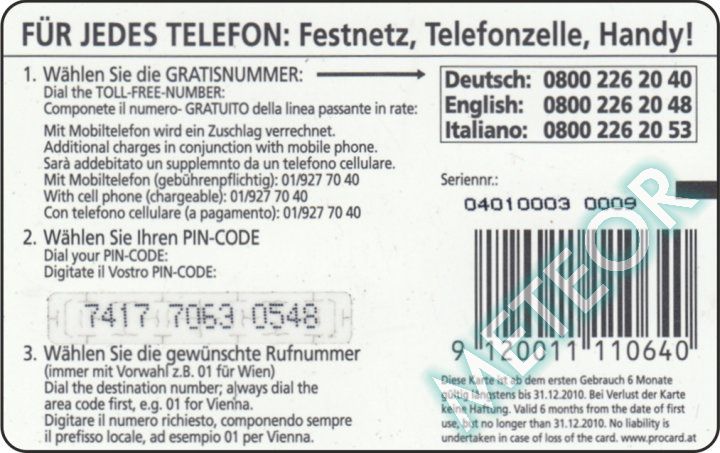 FÜR JEDES TELEFON: Festnetz, Telefonzelle, Handy!
1. Wählen Sie die GRATISNUMMER:
Dial the TOLL-FREE-NUMBER:
Componete il numero- GRATUITO della linea passante in rate:
Deutsch: 0800 226 20 40
English: 0800 226 20 48
Italiano: 0800 226 20 53
Mit Mobiltelefon wird ein Zuschlag verrechnet.
Additional charges in conjunction with mobile phone.
Sarà addebitato un supplemnto da un telefono cellulare.
Mit Mobiltelefon (gebührenpflichtig): 01/927 70 40
With cell phone (chargeable): 01/927 70 40
Con telefono cellulare (a pagamento): 01/927 70 40
Seriennr.:
04010003 0009
2. Wählen Sie Ihren PIN-CODE
Dial your PIN-CODE:
Digitate il Vostro PIN-CODE:
7417 7063 0548
3. Wählen Sie die gewünschte Rufnummer
(immer mit Vorwahl z.B. 01 für Wien)
Dial the destination number; always dial the
area code first, e.g. 01 for Vienna.
Digitare il numero richiesto, componendo sempre
il prefisso locale, ad esempio 01 per Vienna.
9 120011 110640
Diese Karte ist ab dem ersten Gebrauch 6 Monate
gültig längstens bis 31.12.2010. Bei Verlust der Karte
keine Haftung. Valid 6 months from the date of first
use, but no longer than 31.12.2010. No liability is
undertaken in case of loss of the card. www.procard.at
METEOR